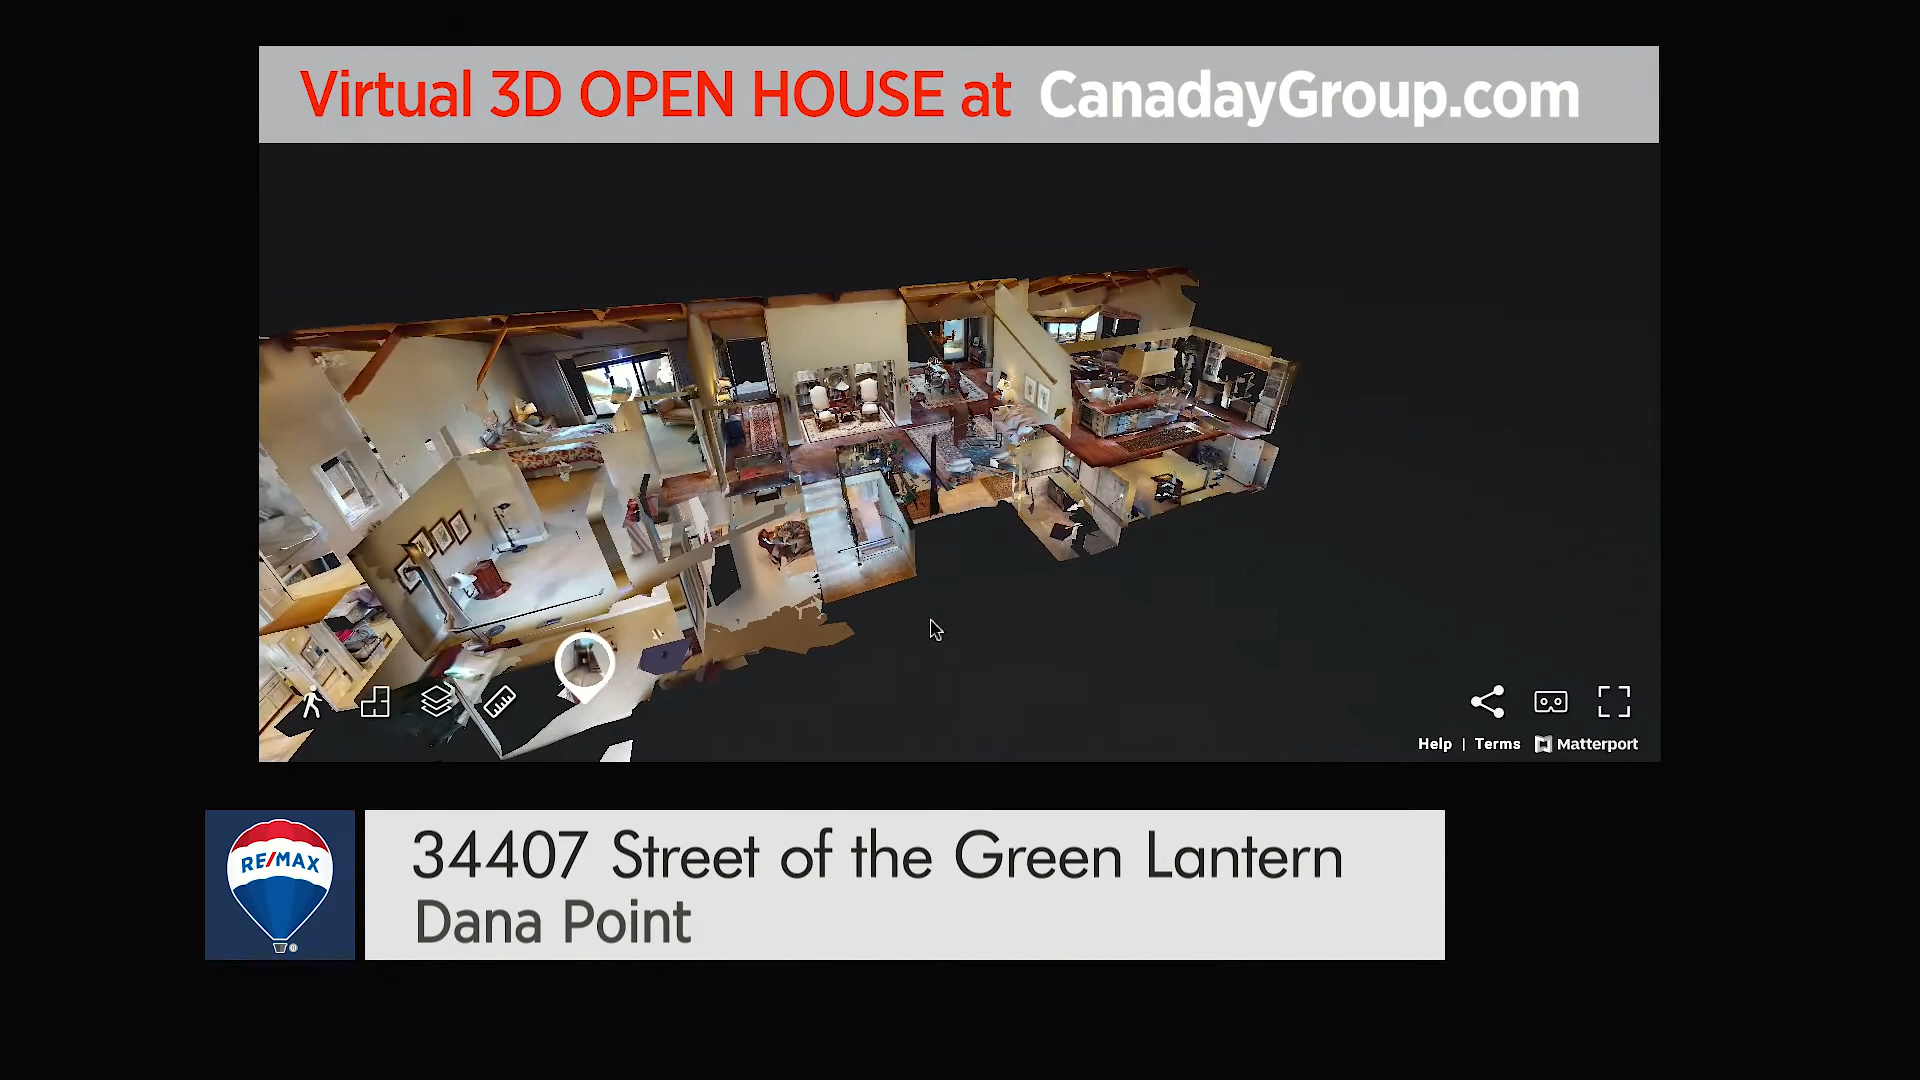 Virtual 3D OPEN HOUSE at CanadayGroup.com
Help | Terms Matterport
RE/MAX
®
34407 Street of the Green Lantern
Dana Point